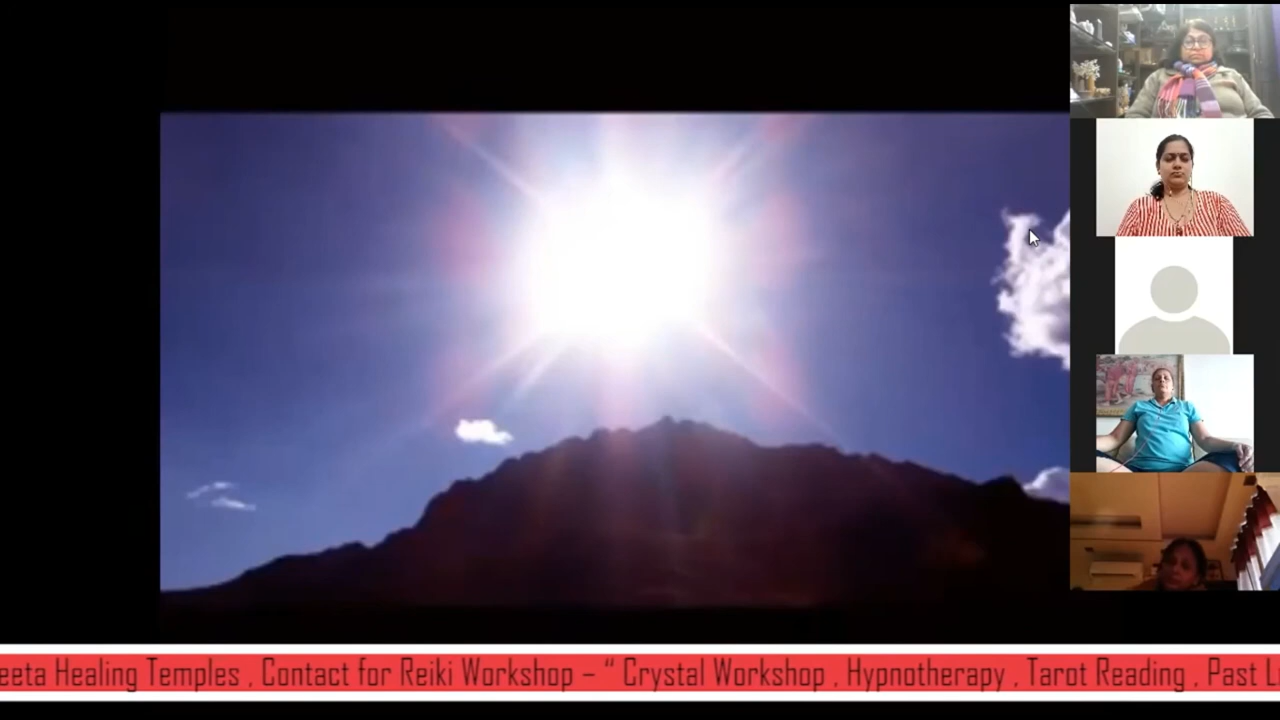 eeta Healing Temples , Contact for Reiki Workshop – “ Crystal Workshop , Hypnotherapy , Tarot Reading , Past L